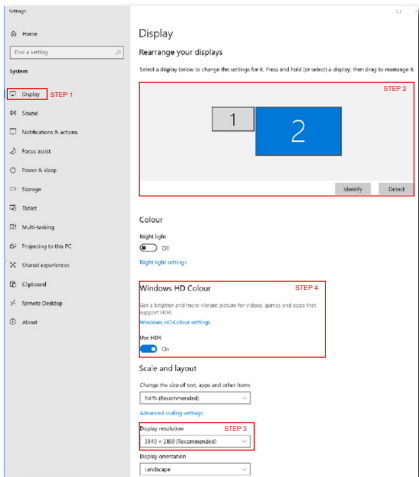 Settings
Home
Find a setting
System
Display STEP 1
Sound
Notifications & actions
Focus assist
Power & sleep
Storage
Tablet
Multi-tasking
Projecting to this PC
Shared experiences
Clipboard
Remote Desktop
About
Display
Rearrange your displays
Select a display below to change the settings for it. Press and hold (or select) a display, then drag to rearrange it.
STEP 2
1 2
Identify Detect
Colour
Night light
Off
Night light settings
Windows HD Colour STEP 4
Get a brighter and more vibrant picture for videos, games and apps that
support HDR.
Windows HD Colour settings
Use HDR
On
Scale and layout
Change the size of text, apps and other items
150% (Recommended)
Advanced scaling settings
Display resolution STEP 3
3840 × 2160 (Recommended)
Display orientation
Landscape